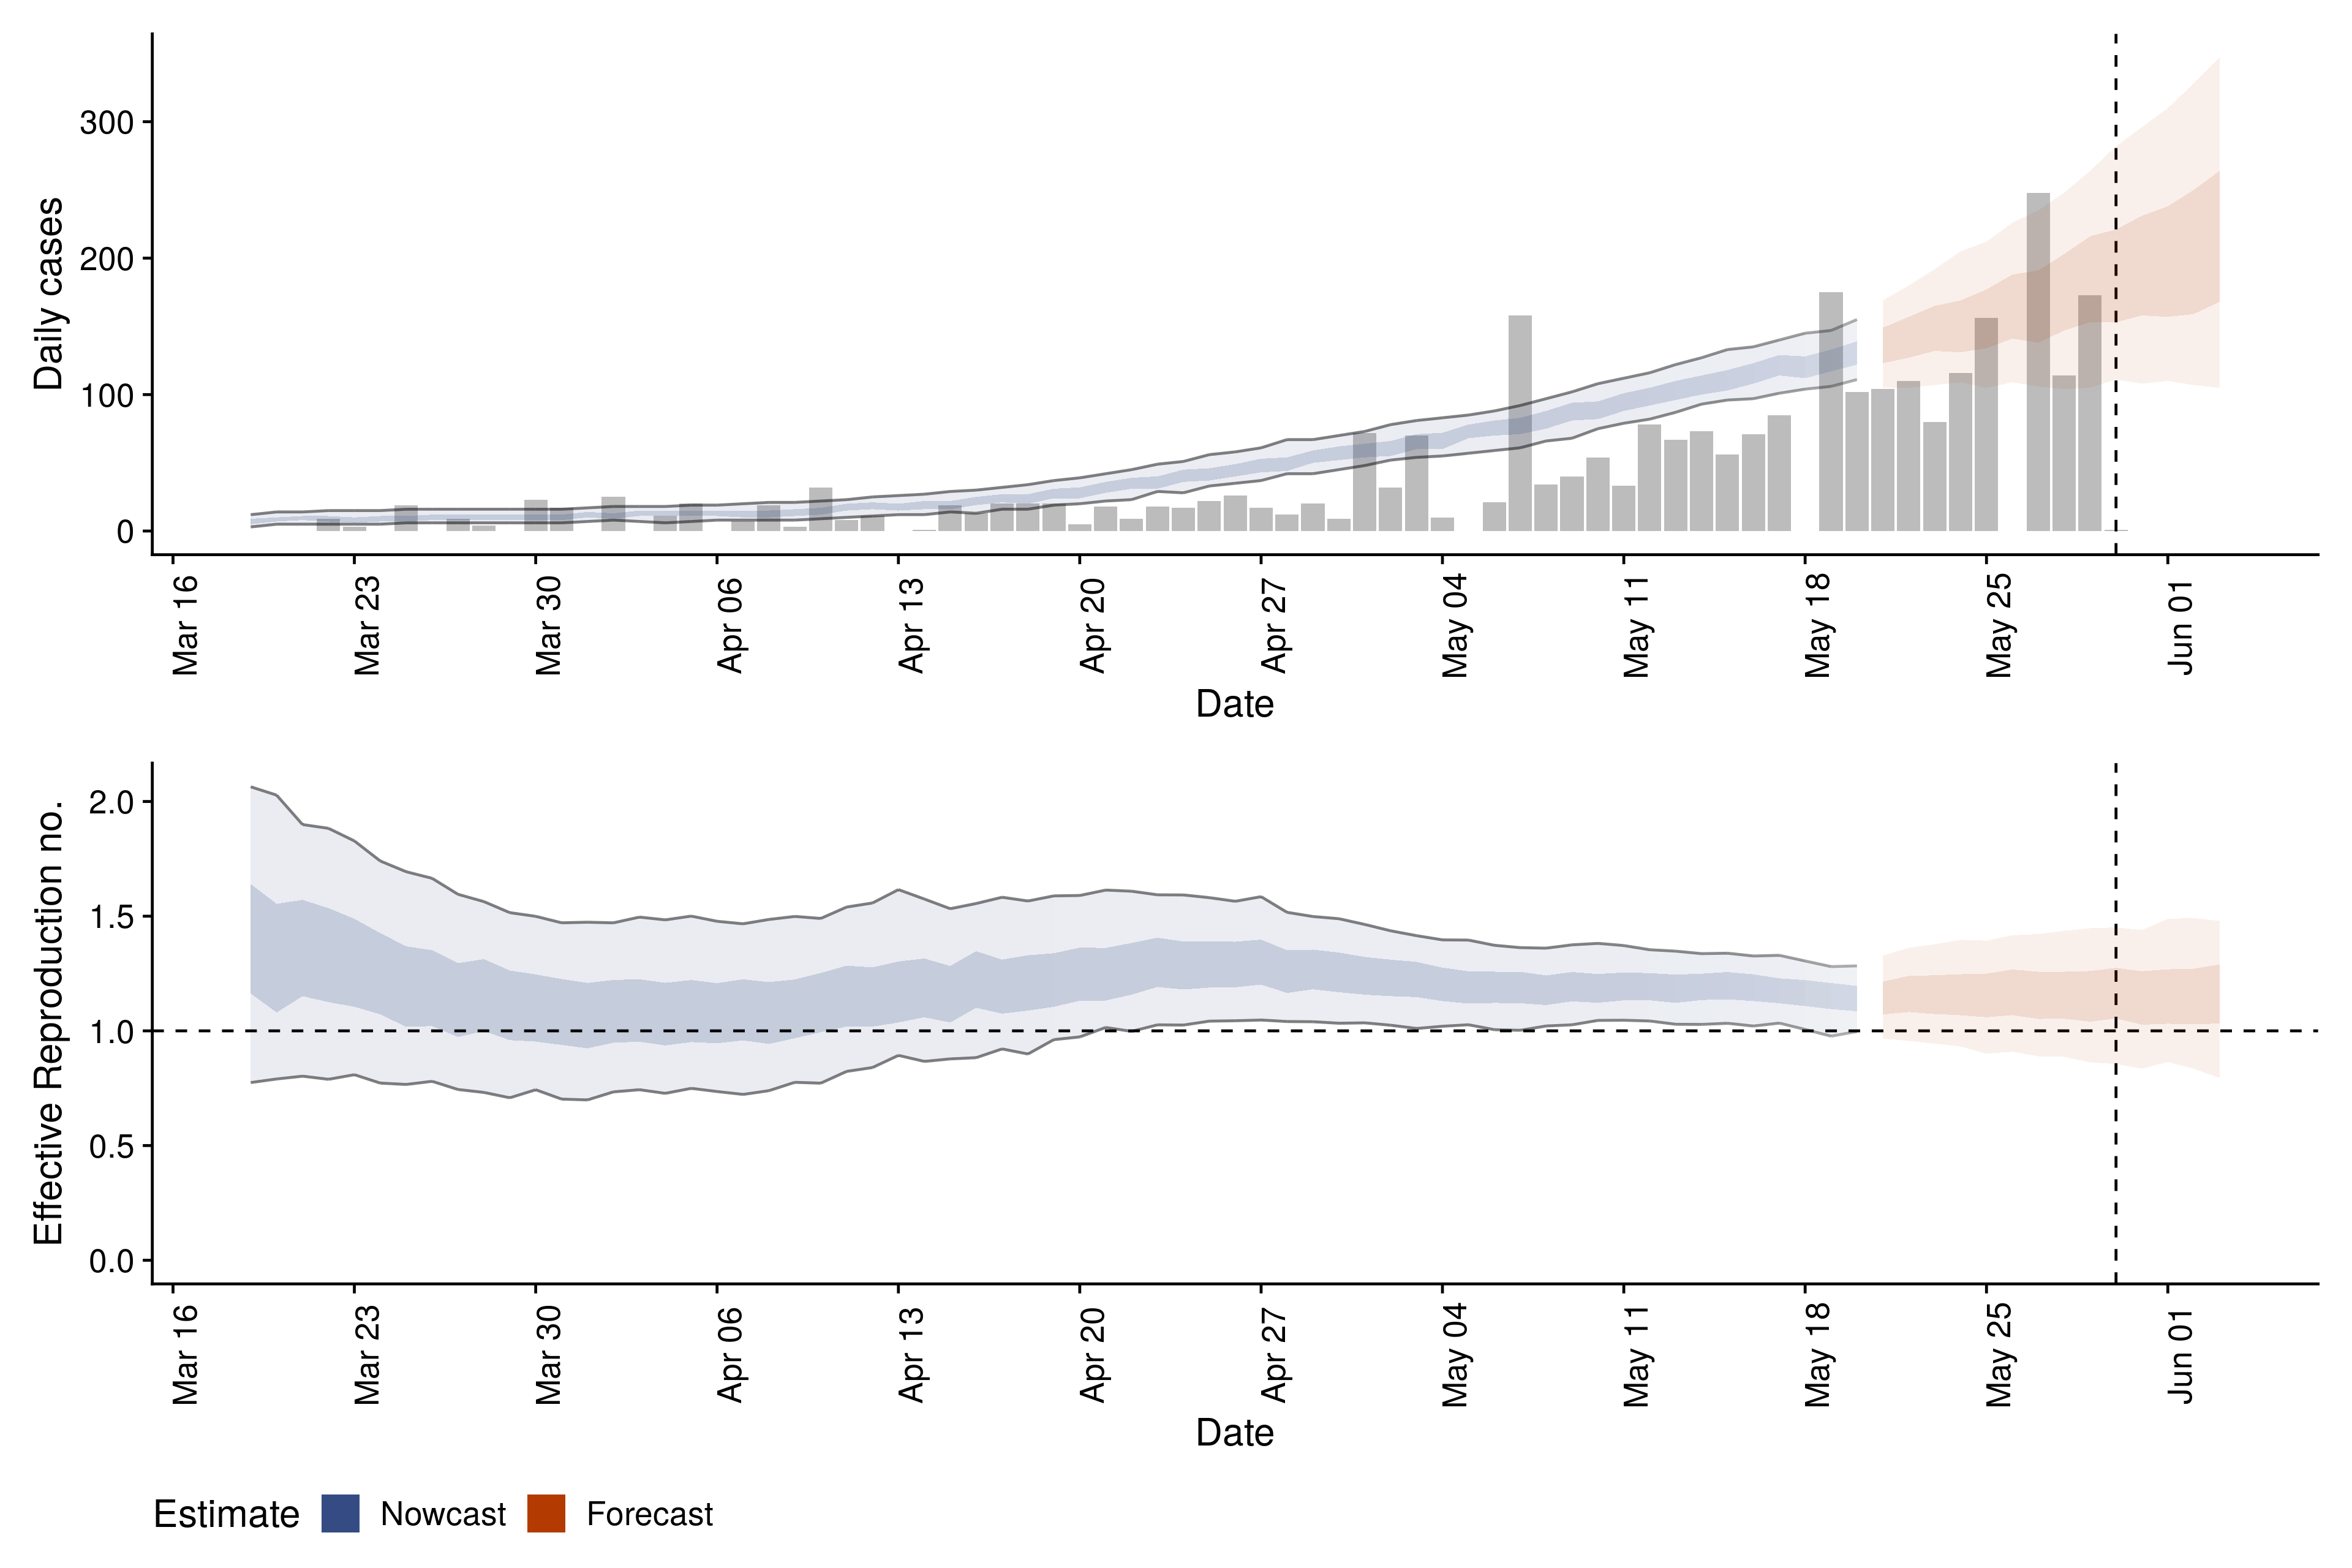 Daily cases
300
200
100
0
Mar 16
Mar 23
Mar 30
Apr 06
Apr 13
Apr 20
Apr 27
May 04
May 11
May 18
May 25
Jun 01
Date
Effective Reproduction no.
2.0
1.5
1.0
0.5
0.0
Mar 16
Mar 23
Mar 30
Apr 06
Apr 13
Apr 20
Apr 27
May 04
May 11
May 18
May 25
Jun 01
Date
Estimate Nowcast Forecast